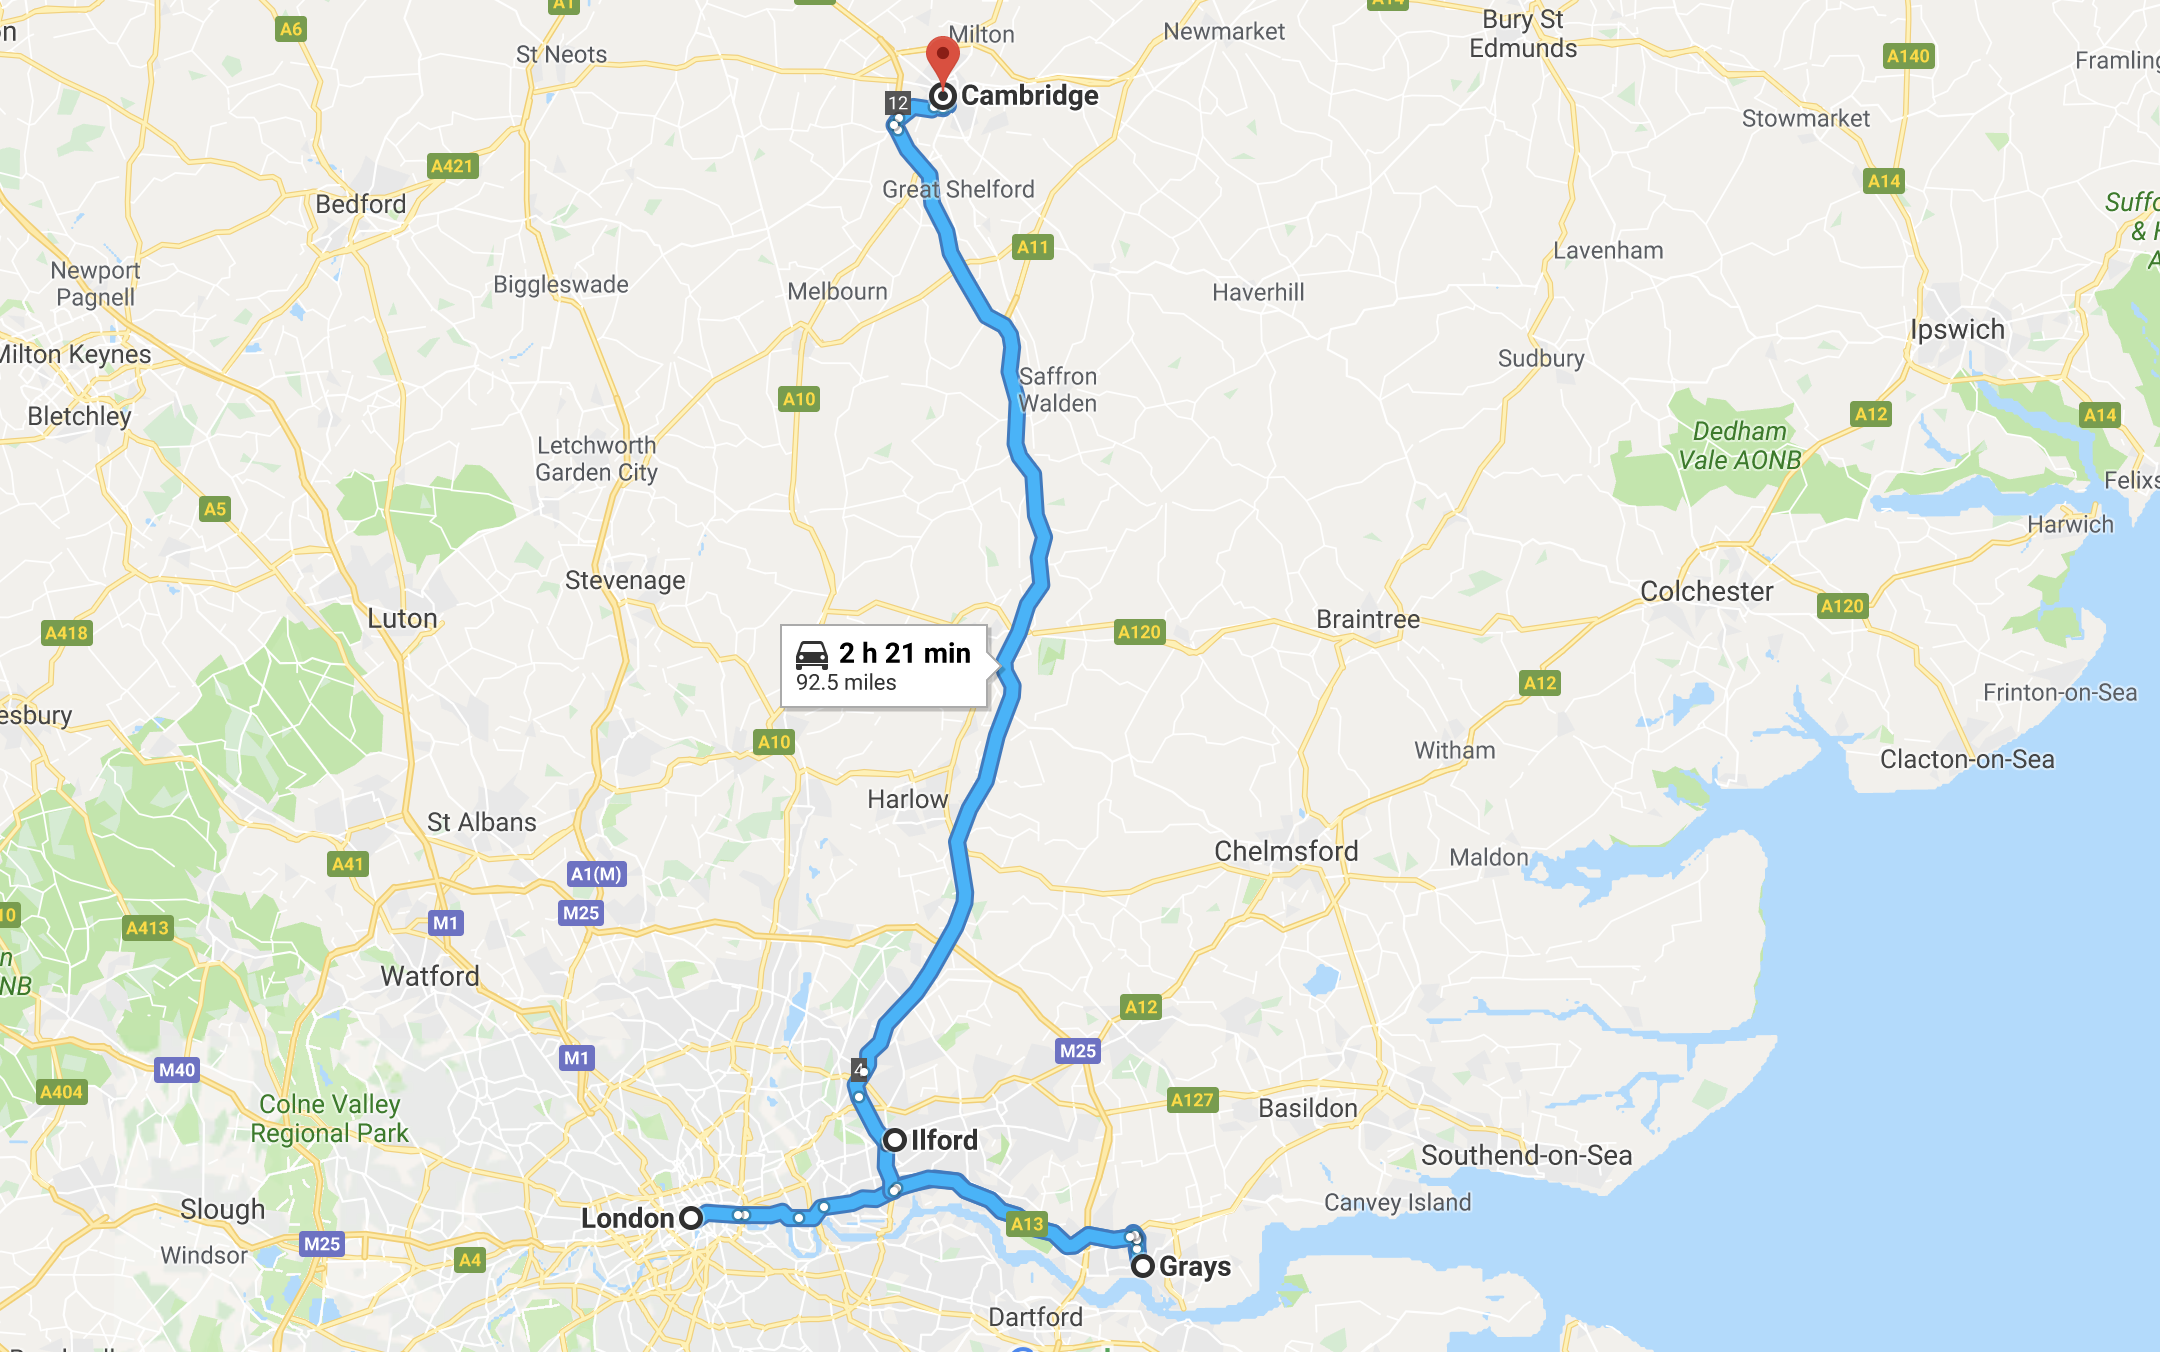 A1
A14
A6
Milton
Newmarket
Bury St
Edmunds
St Neots
A140
Cambridge
12
Stowmarket
A421
A14
Great Shelford
Bedford
A11
Lavenham
Newport
Pagnell
Biggleswade
Melbourn
Haverhill
Ipswich
Milton Keynes
Saffron
Walden
Sudbury
A10
Bletchley
A12
A14
Dedham
Vale AONB
Letchworth
Garden City
A5
Harwich
Stevenage
Colchester
A120
Luton
Braintree
A120
A418
2 h 21 min
92.5 miles
A12
Frinton-on-Sea
A10
Witham
Clacton-on-Sea
Harlow
St Albans
Chelmsford
Maldon
A41
A1(M)
M25
M1
A413
10
NB
Watford
A12
M25
M1
M40
4
A404
Colne Valley
Regional Park
A127
Basildon
Ilford
Southend-on-Sea
Canvey Island
Slough
London
A13
M25
Windsor
A4
Grays
Dartford